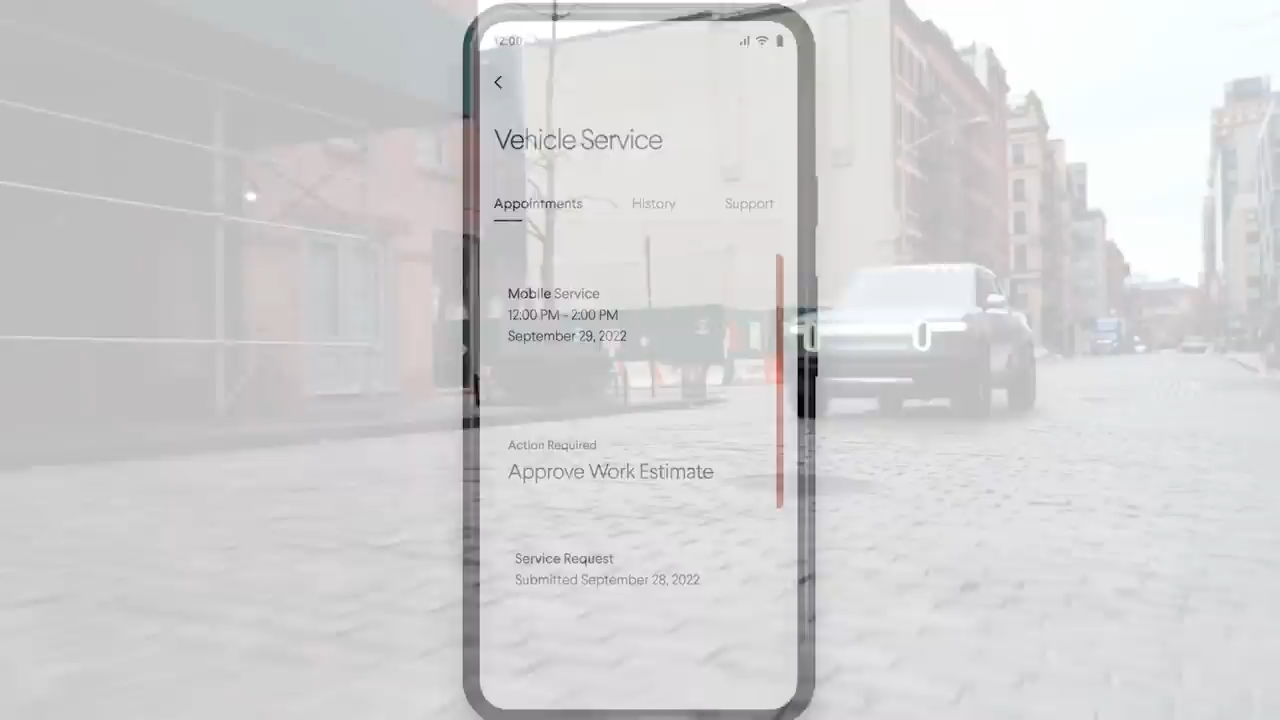 12:00
Vehicle Service
Appointments History Support
Mobile Service
12:00 PM - 2:00 PM
September 29, 2022
Action Required
Approve Work Estimate
Service Request
Submitted September 28, 2022